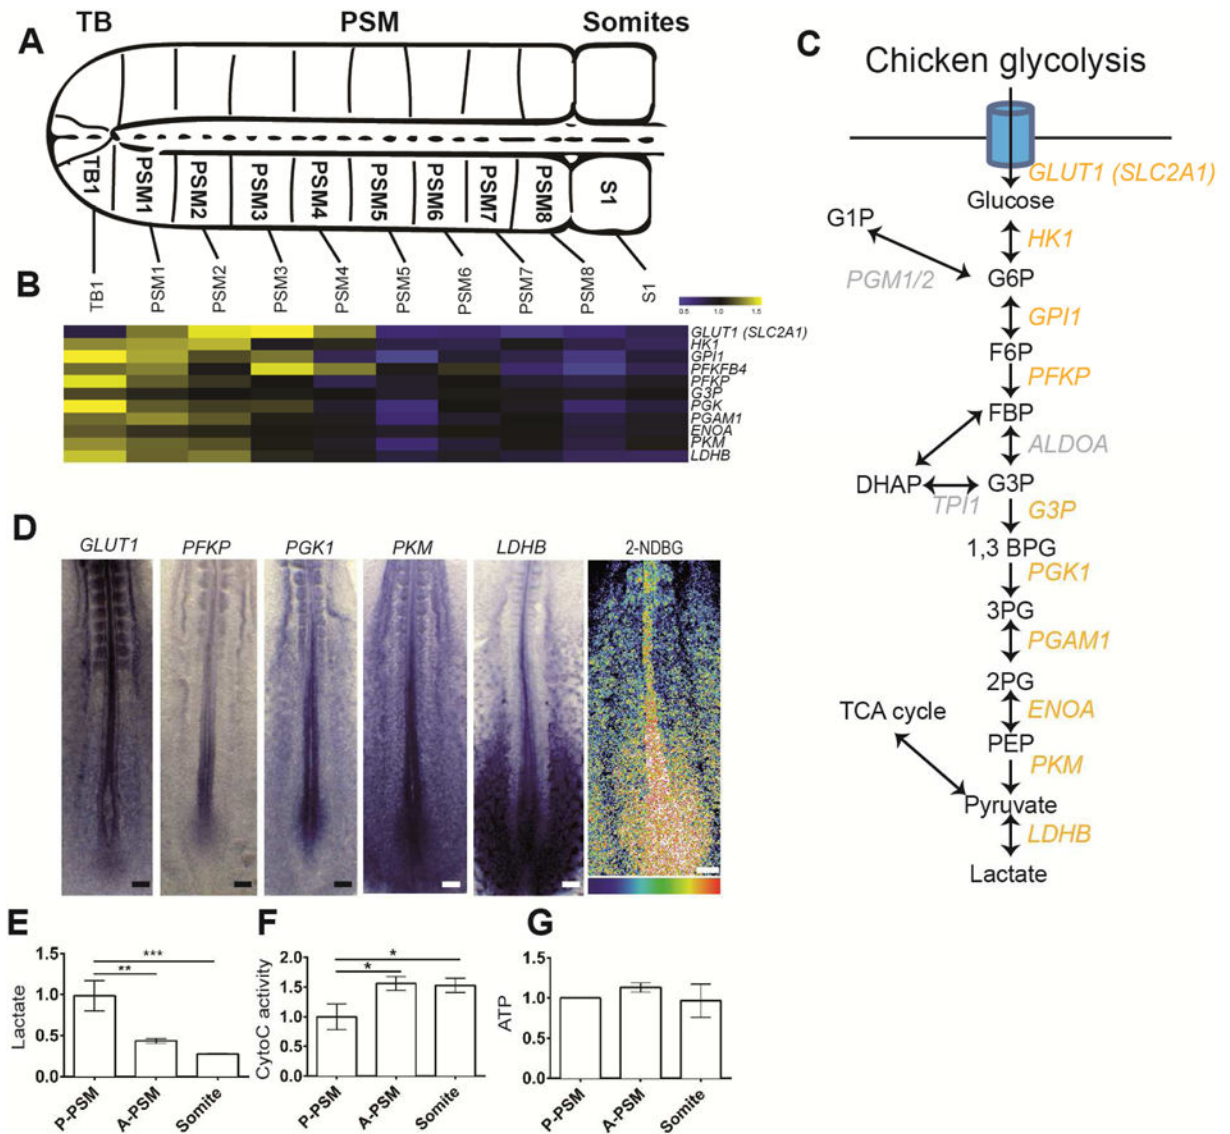 A
TB
PSM
Somites
TB1
PSM1
PSM2
PSM3
PSM4
PSM5
PSM6
PSM7
PSM8
S1
B
TB1
PSM1
PSM2
PSM3
PSM4
PSM5
PSM6
PSM7
PSM8
S1
0.5 1.0 1.5
GLUT1 (SLC2A1)
HK1
GPI1
PFKFB4
PFKP
G3P
PGK
PGAM1
ENOA
PKM
LDHB
C
Chicken glycolysis
GLUT1 (SLC2A1)
Glucose
G1P
HK1
PGM1/2
G6P
GPI1
F6P
PFKP
FBP
ALDOA
DHAP
G3P
TPI1
G3P
1,3 BPG
PGK1
3PG
PGAM1
2PG
TCA cycle
ENOA
PEP
PKM
Pyruvate
LDHB
Lactate
D
GLUT1
PFKP
PGK1
PKM
LDHB
2-NDBG
E
Lactate
1.5
1.0
0.5
0.0
***
**
P-PSM
A-PSM
Somite
F
CytoC activity
2.0
1.5
1.0
0.5
0.0
*
*
P-PSM
A-PSM
Somite
G
ATP
1.5
1.0
0.5
0.0
P-PSM
A-PSM
Somite